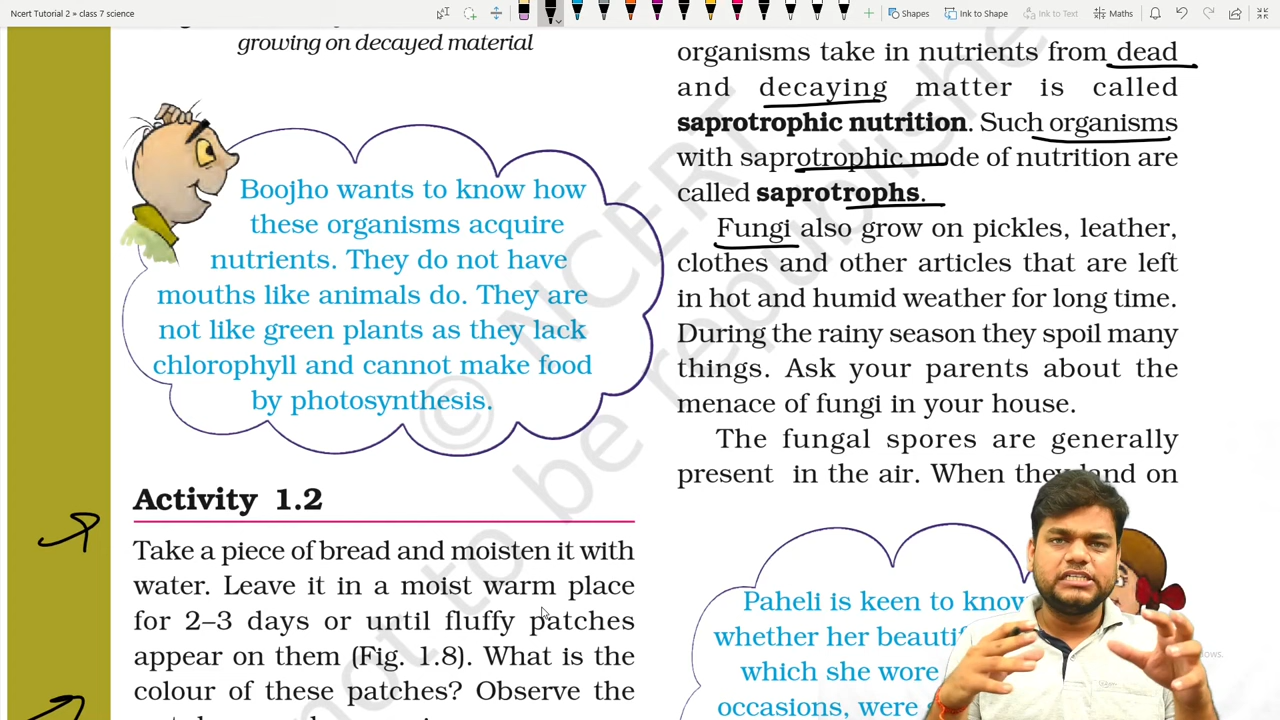 Ncert Tutorial 2 » class 7 science
Shapes
Ink to Shape
Ink to Text
Maths
growing on decayed material
Boojho wants to know how
these organisms acquire
nutrients. They do not have
mouths like animals do. They are
not like green plants as they lack
chlorophyll and cannot make food
by photosynthesis.
Activity 1.2
Take a piece of bread and moisten it with
water. Leave it in a moist warm place
for 2–3 days or until fluffy patches
appear on them (Fig. 1.8). What is the
colour of these patches? Observe the
organisms take in nutrients from dead
and decaying matter is called
saprotrophic nutrition. Such organisms
with saprotrophic mode of nutrition are
called saprotrophs.
Fungi also grow on pickles, leather,
clothes and other articles that are left
in hot and humid weather for long time.
During the rainy season they spoil many
things. Ask your parents about the
menace of fungi in your house.
The fungal spores are generally
present in the air. When they land on
Paheli is keen to know
whether her
which she wore
occasions, were
© NCERT
not to be republished